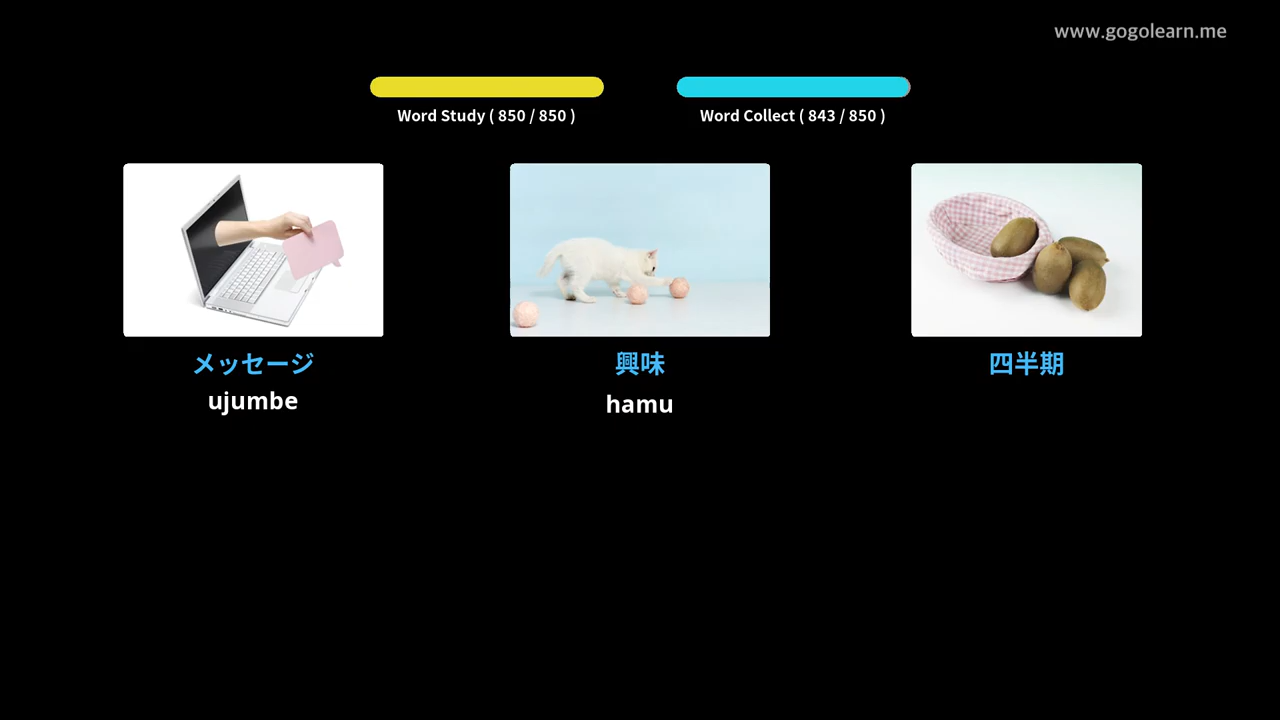 www.gogolearn.me
Word Study ( 850 / 850 )
Word Collect ( 843 / 850 )
メッセージ
ujumbe
興味
hamu
四半期